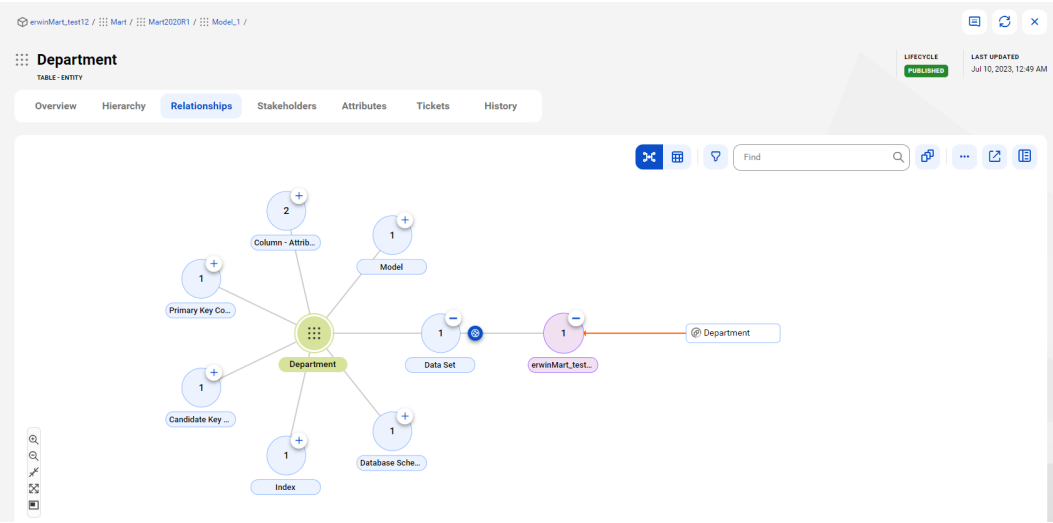 erwinMart_test12 / Mart / Mart2020R1 / Model_1 /
Department
TABLE - ENTITY
LIFECYCLE
PUBLISHED
LAST UPDATED
Jul 10, 2023, 12:49 AM
Overview Hierarchy Relationships Stakeholders Attributes Tickets History
Find
2
Column - Attrib...
1
Model
1
Primary Key Co...
Department
1
Data Set
1
erwinMart_test...
Department
1
Candidate Key ...
1
Database Sche...
1
Index